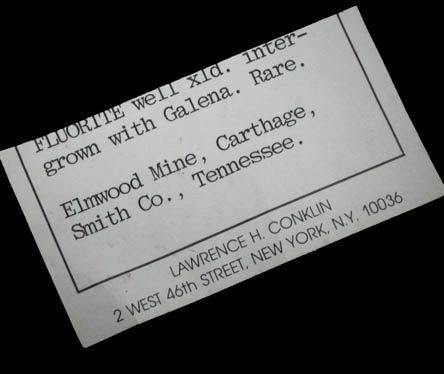 FLUORITE well xld. inter-
grown with Galena. Rare.
Elmwood Mine, Carthage,
Smith Co., Tennessee.
LAWRENCE H. CONKLIN
2 WEST 46th STREET, NEW YORK, N.Y. 10036